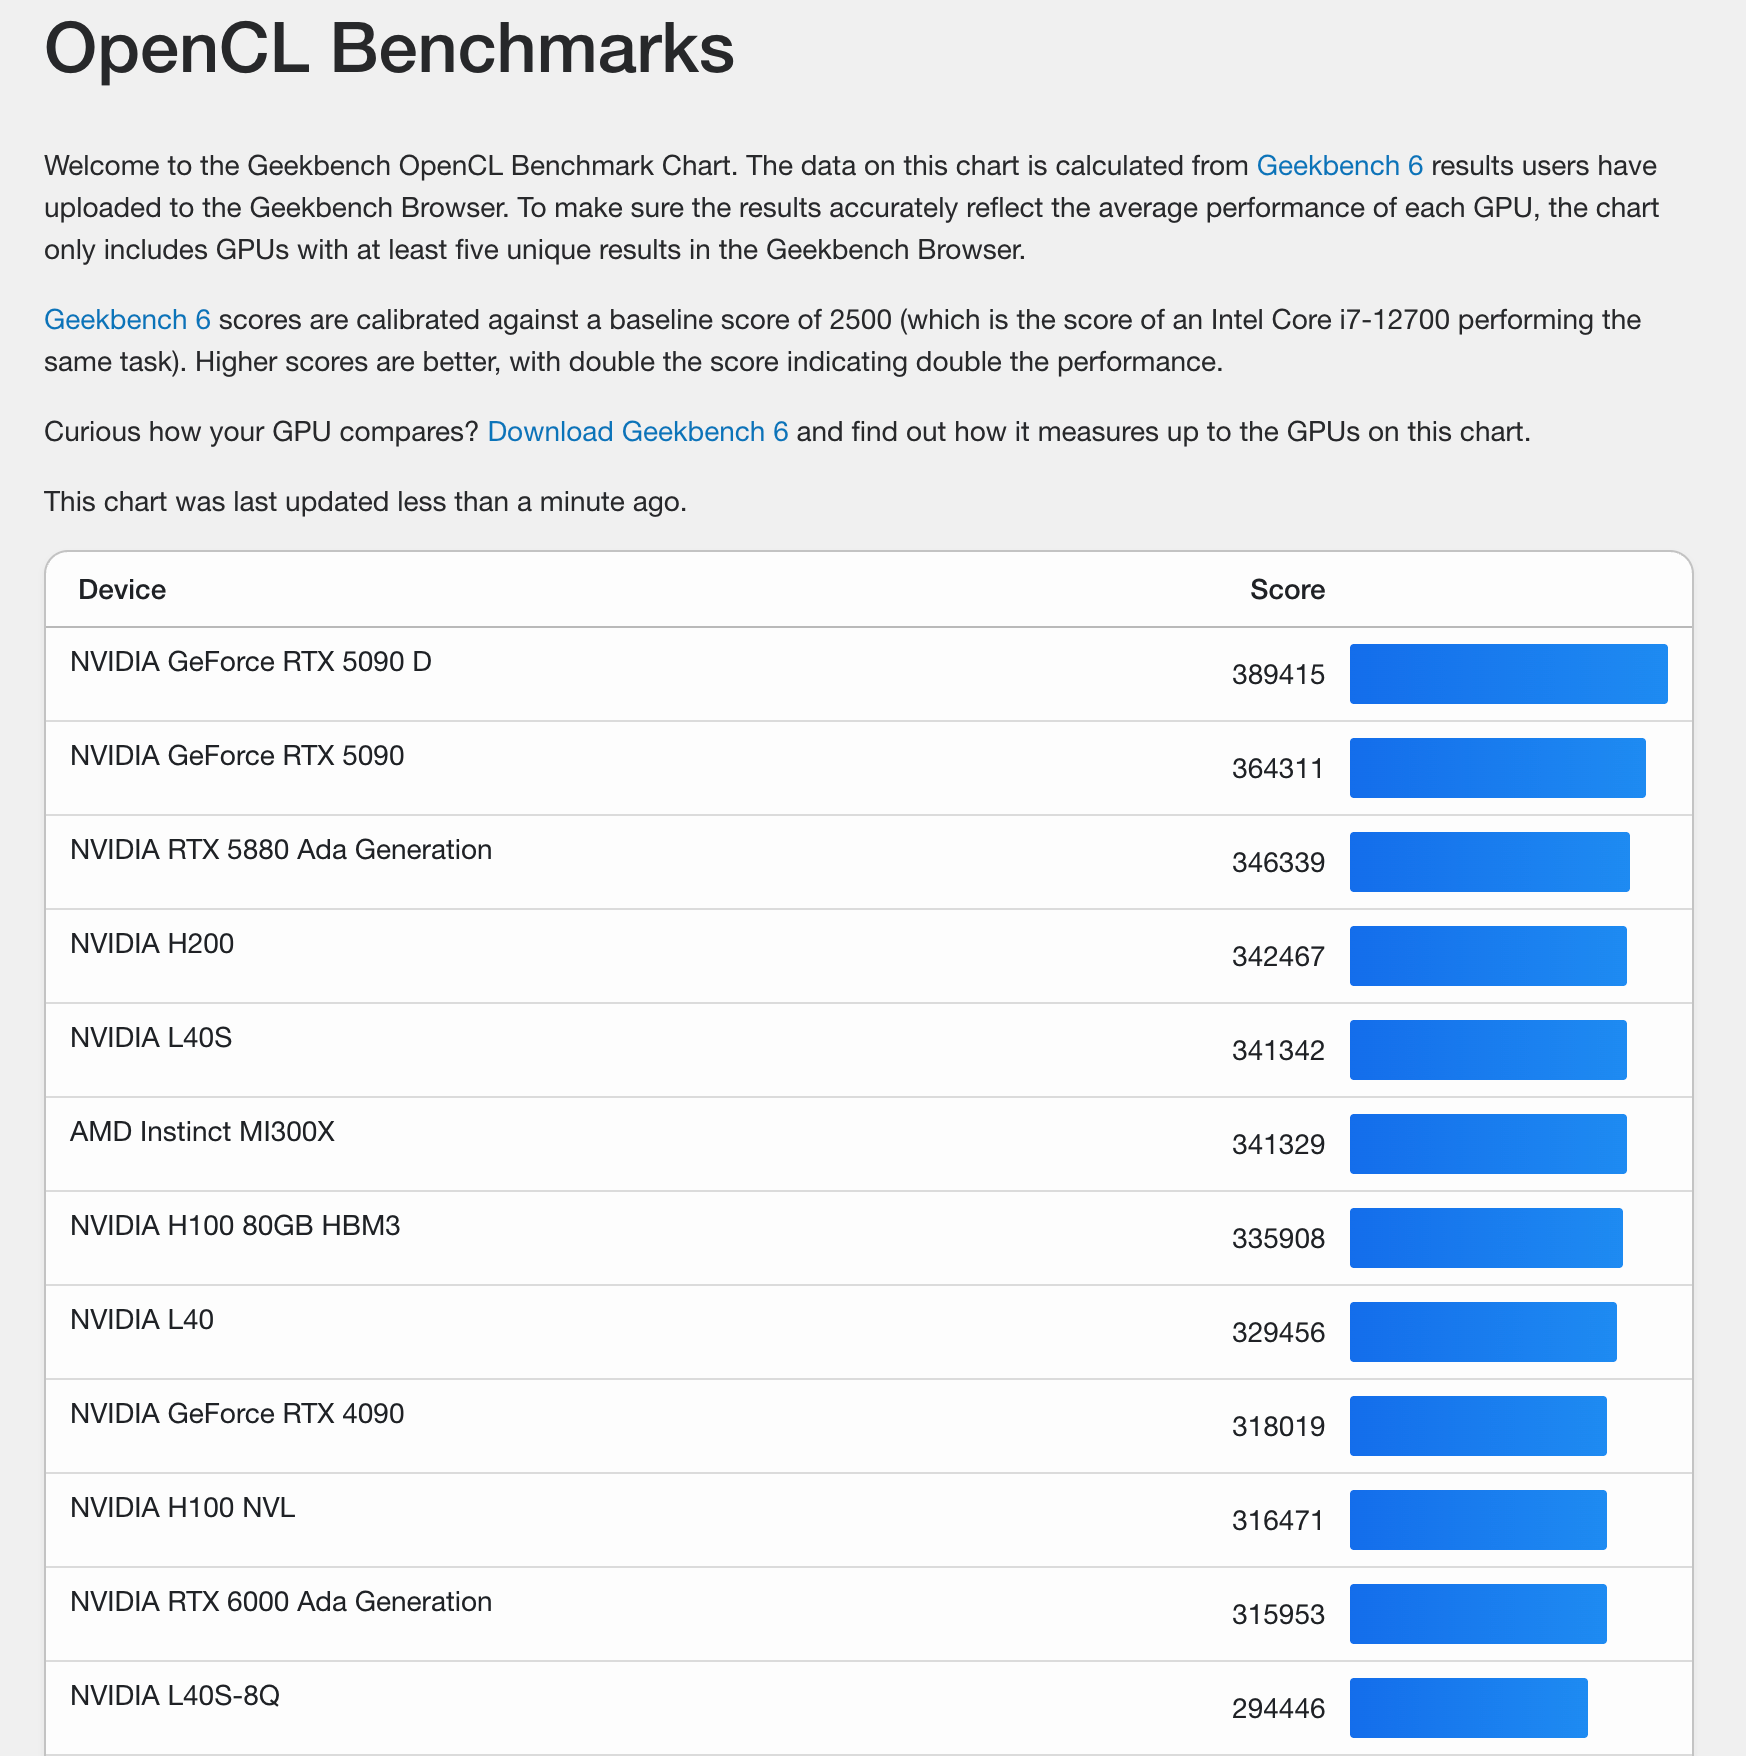 OpenCL Benchmarks
Welcome to the Geekbench OpenCL Benchmark Chart. The data on this chart is calculated from Geekbench 6 results users have
uploaded to the Geekbench Browser. To make sure the results accurately reflect the average performance of each GPU, the chart
only includes GPUs with at least five unique results in the Geekbench Browser.
Geekbench 6 scores are calibrated against a baseline score of 2500 (which is the score of an Intel Core i7-12700 performing the
same task). Higher scores are better, with double the score indicating double the performance.
Curious how your GPU compares? Download Geekbench 6 and find out how it measures up to the GPUs on this chart.
This chart was last updated less than a minute ago.
Device Score
NVIDIA GeForce RTX 5090 D 389415
NVIDIA GeForce RTX 5090 364311
NVIDIA RTX 5880 Ada Generation 346339
NVIDIA H200 342467
NVIDIA L40S 341342
AMD Instinct MI300X 341329
NVIDIA H100 80GB HBM3 335908
NVIDIA L40 329456
NVIDIA GeForce RTX 4090 318019
NVIDIA H100 NVL 316471
NVIDIA RTX 6000 Ada Generation 315953
NVIDIA L40S-8Q 294446